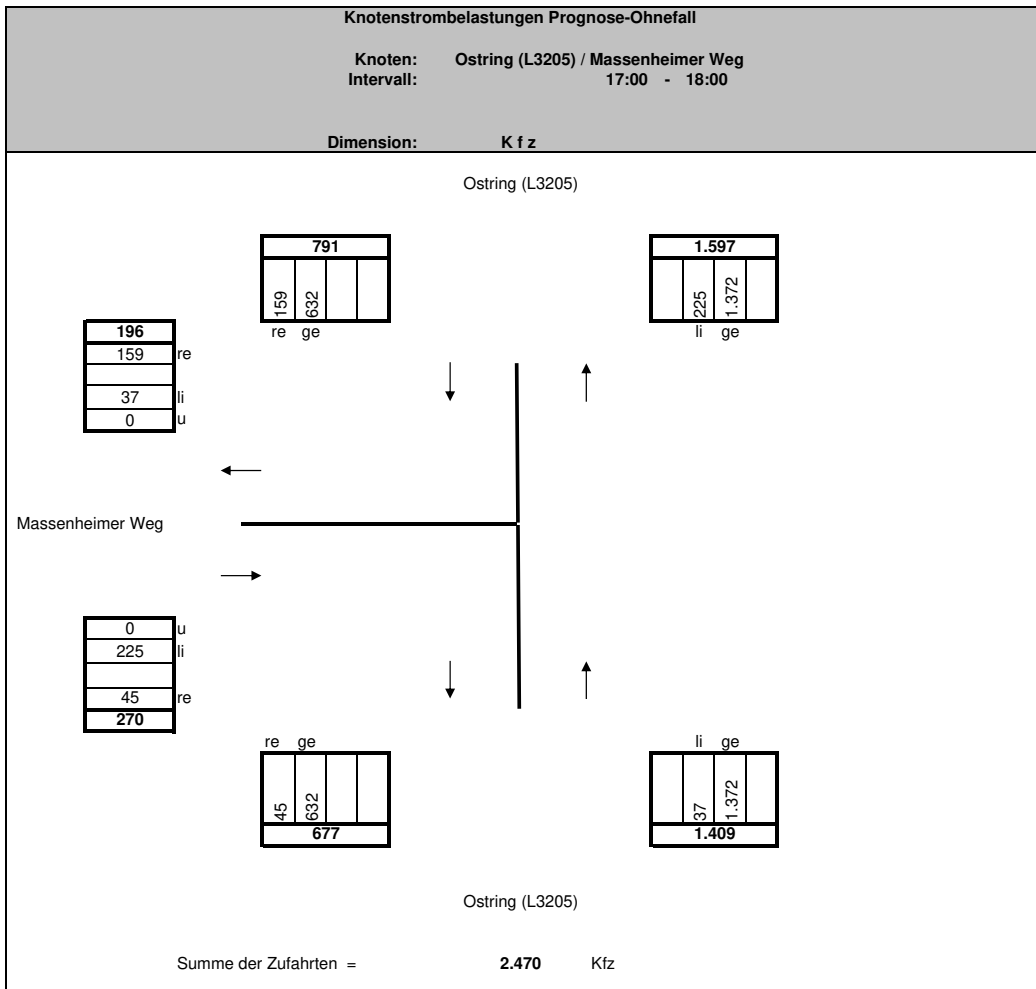 Knotenstrombelastungen Prognose-Ohnefall
Knoten: Ostring (L3205) / Massenheimer Weg
Intervall: 17:00 - 18:00
Dimension: K f z
Ostring (L3205)
791
159 632
re ge
1.597
225 1.372
li ge
196
159 re
37 li
0 u
Massenheimer Weg
0 u
225 li
45 re
270
re ge
45 632
677
li ge
37 1.372
1.409
Ostring (L3205)
Summe der Zufahrten = 2.470 Kfz